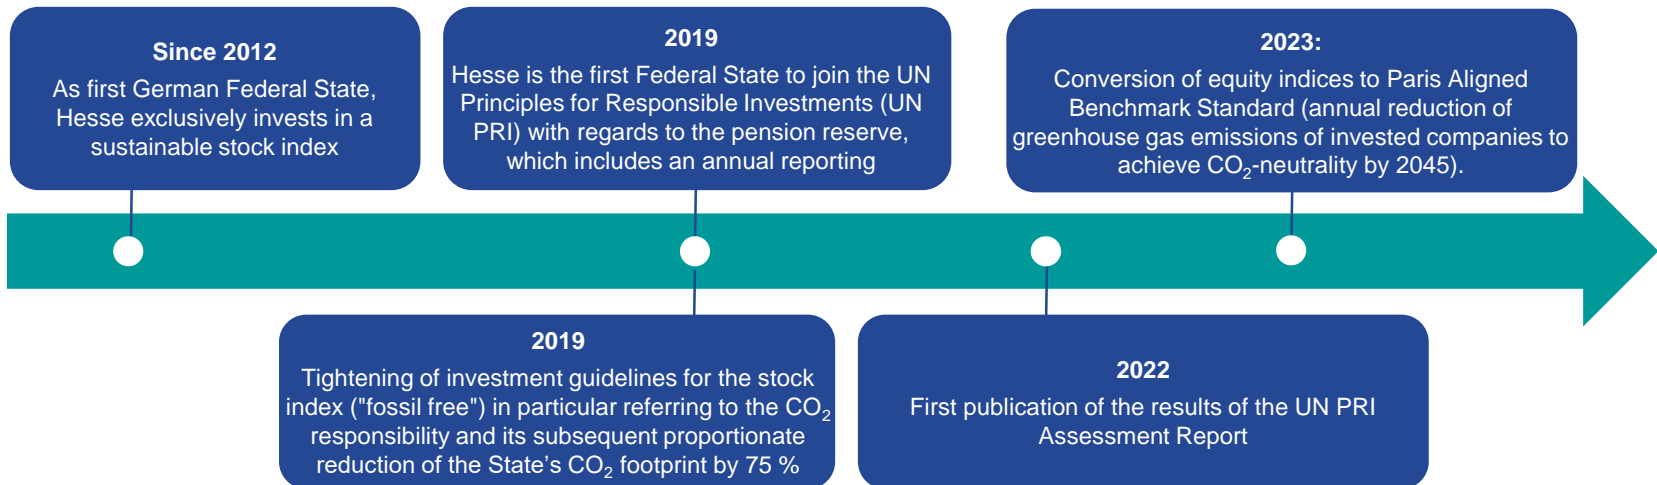 Since 2012
As first German Federal State,
Hesse exclusively invests in a
sustainable stock index
2019
Hesse is the first Federal State to join the UN
Principles for Responsible Investments (UN
PRI) with regards to the pension reserve,
which includes an annual reporting
2023:
Conversion of equity indices to Paris Aligned
Benchmark Standard (annual reduction of
greenhouse gas emissions of invested companies to
achieve CO₂-neutrality by 2045).
2019
Tightening of investment guidelines for the stock
index ("fossil free") in particular referring to the CO₂
responsibility and its subsequent proportionate
reduction of the State’s CO₂ footprint by 75 %
2022
First publication of the results of the UN PRI
Assessment Report